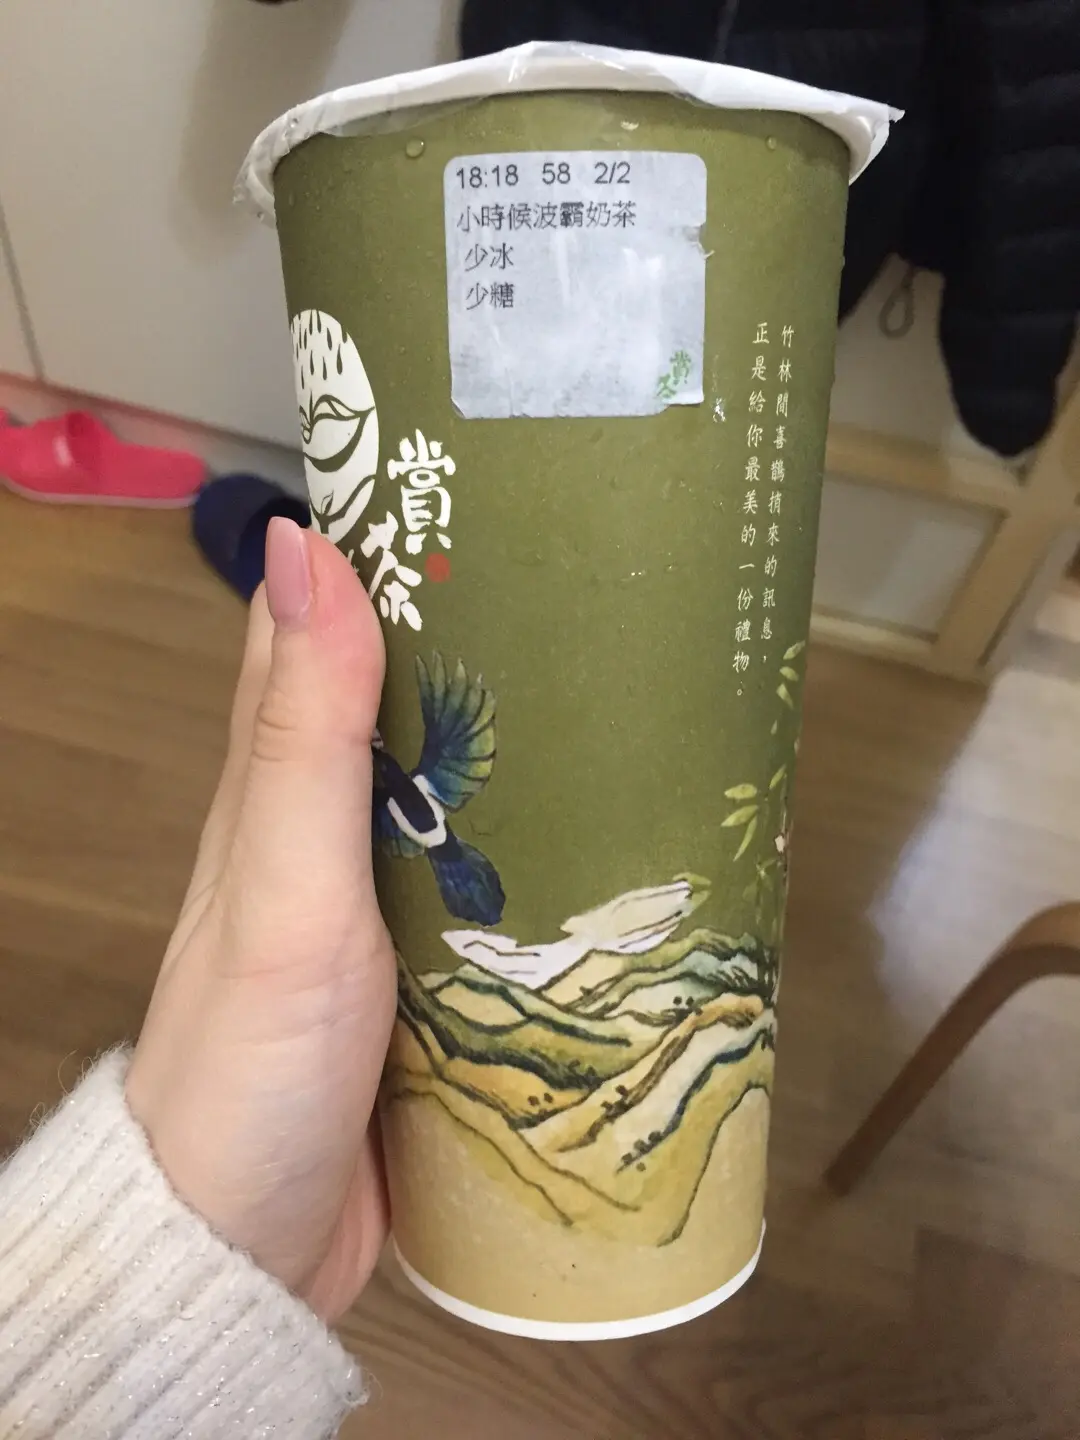 18:18 58 2/2
小時候波霸奶茶
少冰
少糖
賞茶
賞茶
竹林間喜鵲捎來的訊息，
正是給你最美的一份禮物。